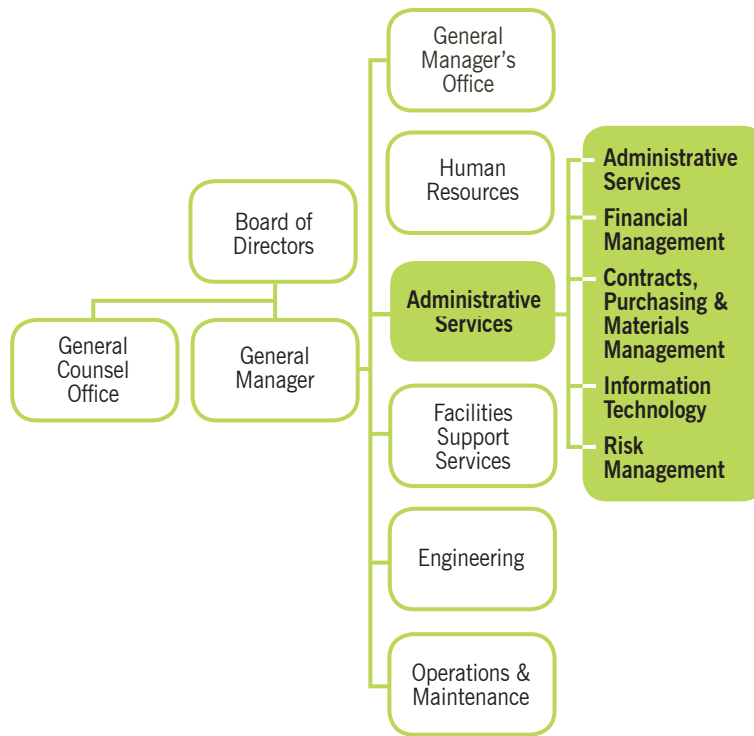 General
Manager's
Office
Human
Resources
Board of
Directors
General
Counsel
Office
General
Manager
Administrative
Services
Facilities
Support
Services
Engineering
Operations &
Maintenance
Administrative
Services
Financial
Management
Contracts,
Purchasing &
Materials
Management
Information
Technology
Risk
Management